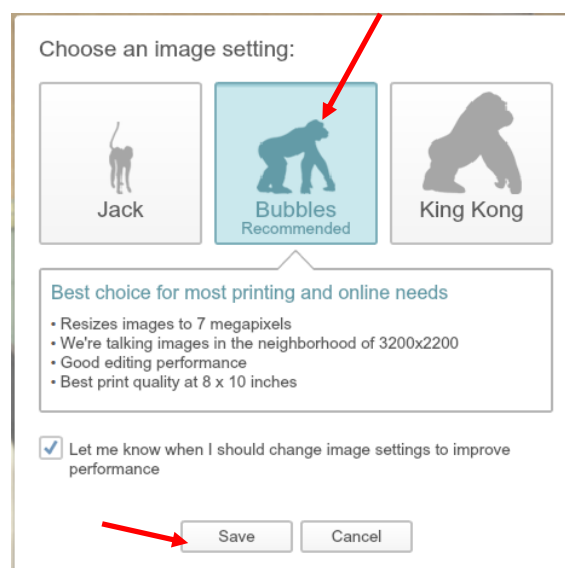 Choose an image setting:
Jack
Bubbles
Recommended
King Kong
Best choice for most printing and online needs
• Resizes images to 7 megapixels
• We're talking images in the neighborhood of 3200x2200
• Good editing performance
• Best print quality at 8 x 10 inches
Let me know when I should change image settings to improve
performance
Save
Cancel